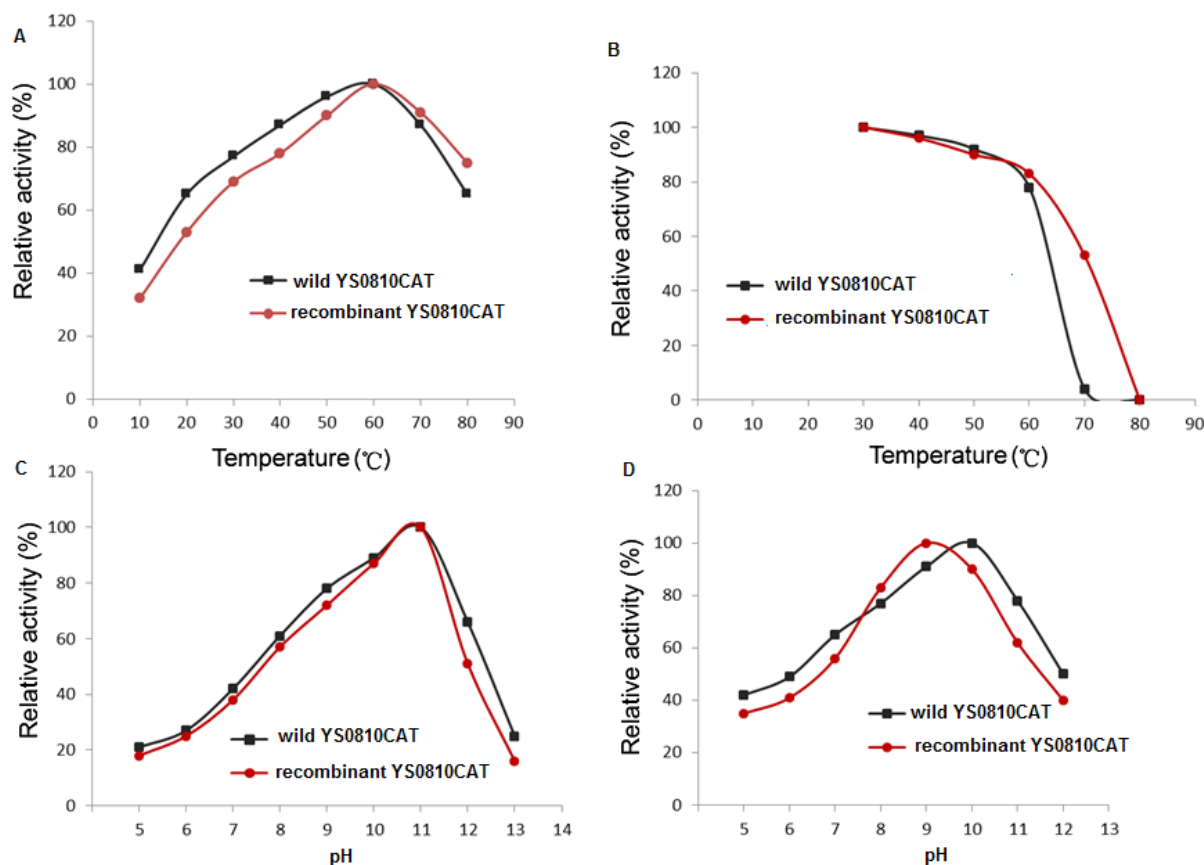 A
120
100
80
60
40
20
0
Relative activity (%)
wild YS0810CAT
recombinant YS0810CAT
0 10 20 30 40 50 60 70 80 90
Temperature (℃)
B
120
100
80
60
40
20
0
Relative activity (%)
wild YS0810CAT
recombinant YS0810CAT
0 10 20 30 40 50 60 70 80 90
Temperature (℃)
C
120
100
80
60
40
20
0
Relative activity (%)
wild YS0810CAT
recombinant YS0810CAT
5 6 7 8 9 10 11 12 13 14
pH
D
120
100
80
60
40
20
0
Relative activity (%)
wild YS0810CAT
recombinant YS0810CAT
5 6 7 8 9 10 11 12 13
pH